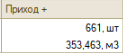 Приход +
661, шт
353,463, м3